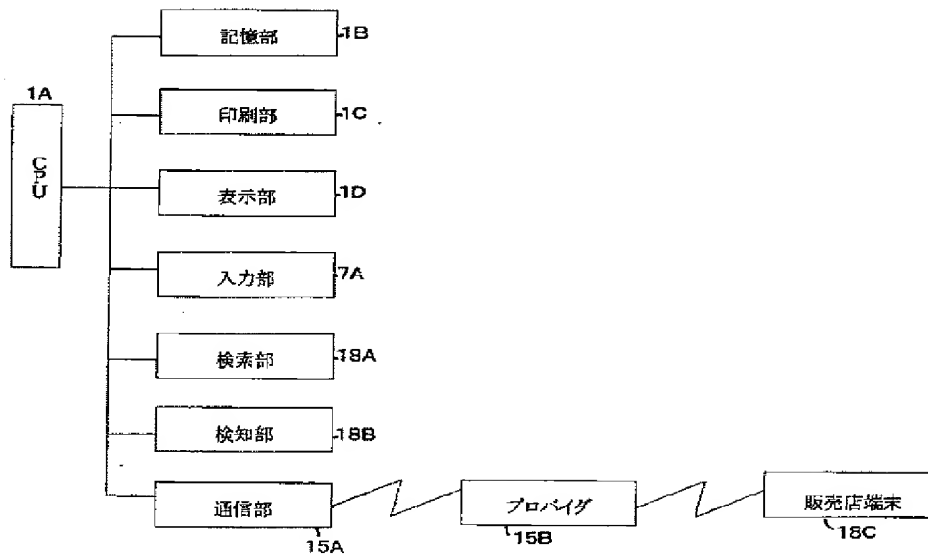 記憶部
1B
1A
印刷部
1C
CPU
表示部
1D
入力部
7A
検索部
18A
検知部
18B
通信部
15A
プロバイダ
15B
販売店端末
18C